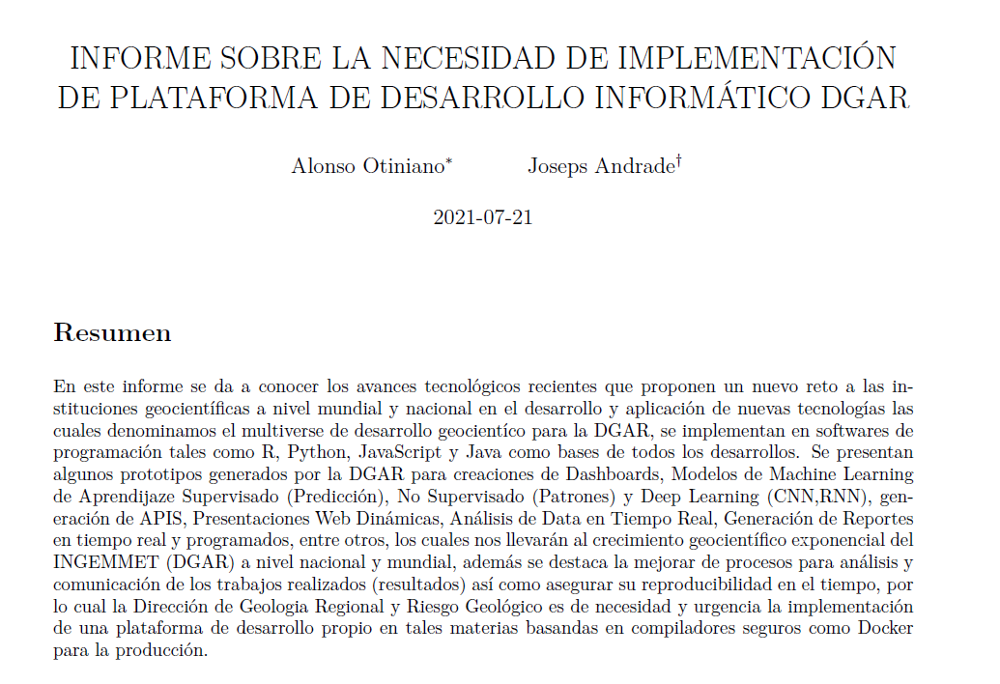 INFORME SOBRE LA NECESIDAD DE IMPLEMENTACIÓN
DE PLATAFORMA DE DESARROLLO INFORMÁTICO DGAR
Alonso Otiniano* Joseps Andrade†
2021-07-21
Resumen
En este informe se da a conocer los avances tecnológicos recientes que proponen un nuevo reto a las in-
stituciones geocientíficas a nivel mundial y nacional en el desarrollo y aplicación de nuevas tecnologías las
cuales denominamos el multiverse de desarrollo geocientíco para la DGAR, se implementan en softwares de
programación tales como R, Python, JavaScript y Java como bases de todos los desarrollos. Se presentan
algunos prototipos generados por la DGAR para creaciones de Dashboards, Modelos de Machine Learning
de Aprendijaze Supervisado (Predicción), No Supervisado (Patrones) y Deep Learning (CNN,RNN), gen-
eración de APIS, Presentaciones Web Dinámicas, Análisis de Data en Tiempo Real, Generación de Reportes
en tiempo real y programados, entre otros, los cuales nos llevarán al crecimiento geocientífico exponencial del
INGEMMET (DGAR) a nivel nacional y mundial, además se destaca la mejorar de procesos para análisis y
comunicación de los trabajos realizados (resultados) así como asegurar su reproducibilidad en el tiempo, por
lo cual la Dirección de Geologia Regional y Riesgo Geológico es de necesidad y urgencia la implementación
de una plataforma de desarrollo propio en tales materias basandas en compiladores seguros como Docker
para la producción.